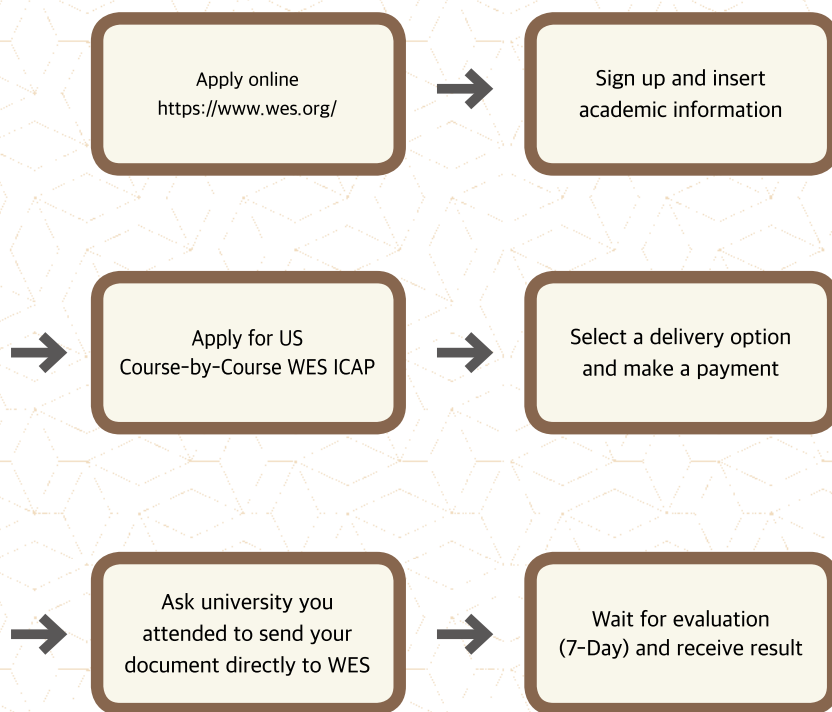 Apply online
https://www.wes.org/
Sign up and insert
academic information
Apply for US
Course-by-Course WES ICAP
Select a delivery option
and make a payment
Ask university you
attended to send your
document directly to WES
Wait for evaluation
(7-Day) and receive result